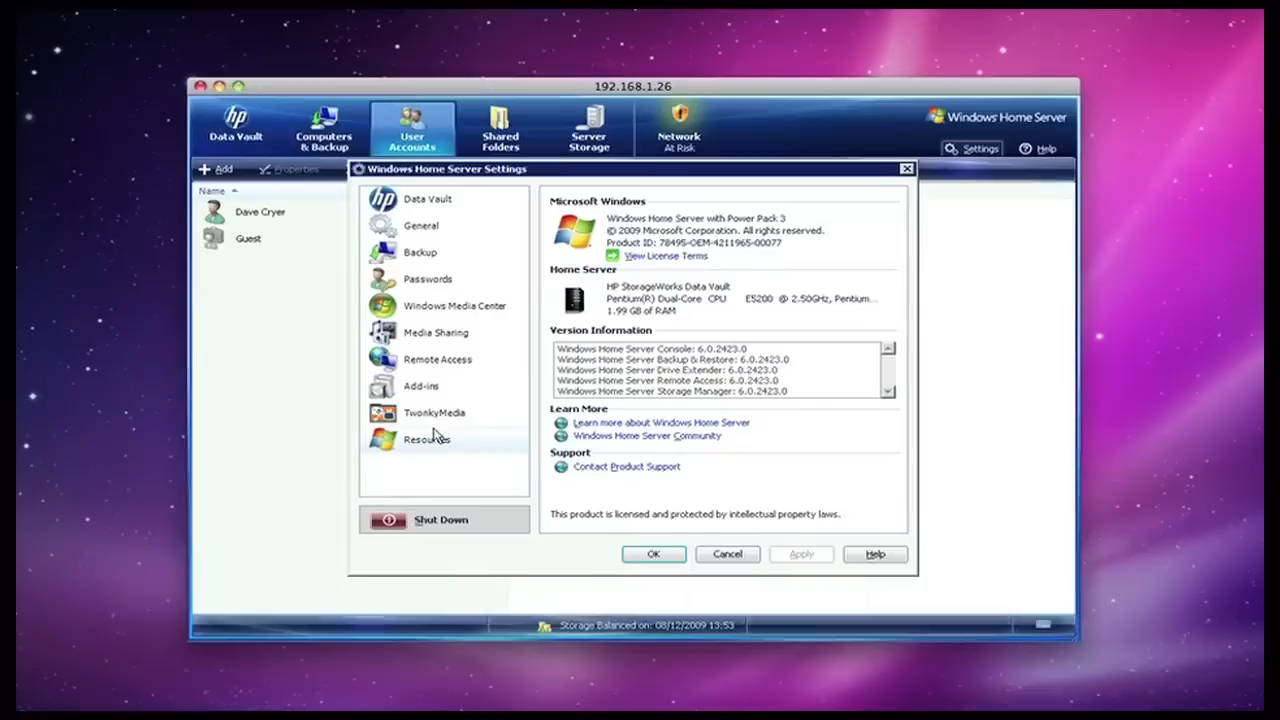 192.168.1.26
Data Vault
Computers & Backup
User Accounts
Shared Folders
Server Storage
Network At Risk
Windows Home Server
Settings
Help
Add
Properties
Name
Dave Cryer
Guest
Windows Home Server Settings
Data Vault
General
Backup
Passwords
Windows Media Center
Media Sharing
Remote Access
Add-ins
TwonkyMedia
Resources
Shut Down
Microsoft Windows
Windows Home Server with Power Pack 3
© 2009 Microsoft Corporation. All rights reserved.
Product ID: 78495-OEM-4211965-00077
View License Terms
Home Server
HP StorageWorks Data Vault
Pentium(R) Dual-Core CPU E5200 @ 2.50GHz, Pentium...
1.99 GB of RAM
Version Information
Windows Home Server Console: 6.0.2423.0
Windows Home Server Backup & Restore: 6.0.2423.0
Windows Home Server Drive Extender: 6.0.2423.0
Windows Home Server Remote Access: 6.0.2423.0
Windows Home Server Storage Manager: 6.0.2423.0
Learn More
Learn more about Windows Home Server
Windows Home Server Community
Support
Contact Product Support
This product is licensed and protected by intellectual property laws.
OK
Cancel
Apply
Help
Storage Balanced on: 08/12/2009 13:53